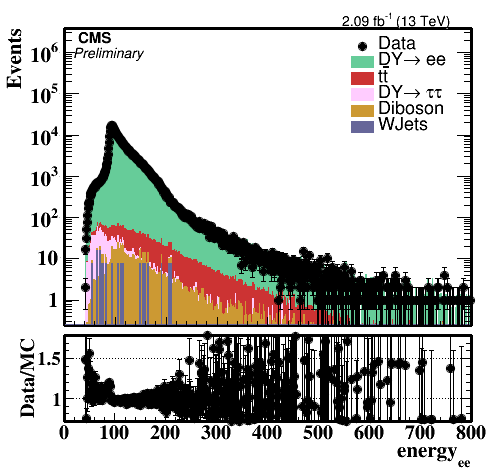 2.09 fb⁻¹ (13 TeV)
CMS
Preliminary
Events
10⁶
10⁵
10⁴
10³
10²
10
1
Data
DY→ ee
tt̄
DY→ ττ
Diboson
WJets
Data/MC
1.5
1
0 100 200 300 400 500 600 700 800
energy_ee